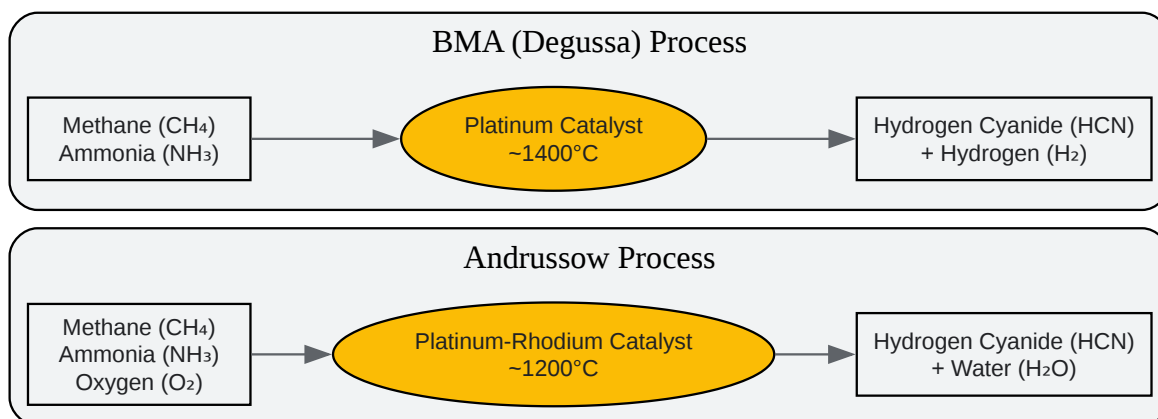 BMA (Degussa) Process
Methane (CH₄)
Ammonia (NH₃)
Platinum Catalyst
~1400°C
Hydrogen Cyanide (HCN)
+ Hydrogen (H₂)
Andrussow Process
Methane (CH₄)
Ammonia (NH₃)
Oxygen (O₂)
Platinum-Rhodium Catalyst
~1200°C
Hydrogen Cyanide (HCN)
+ Water (H₂O)